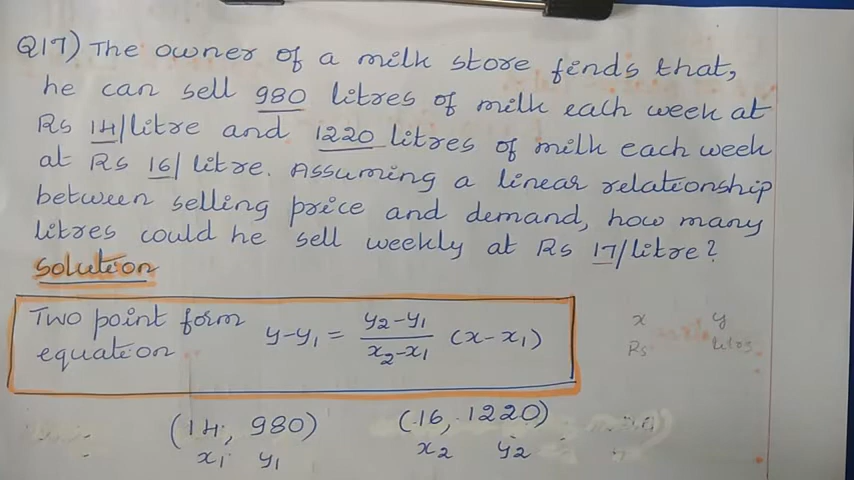 Q17) The owner of a milk store finds that,
he can sell 980 litres of milk each week at
Rs 14/litre and 1220 litres of milk each week
at Rs 16/litre. Assuming a linear relationship
between selling price and demand, how many
litres could he sell weekly at Rs 17/litre?
solution
Two point form equation y-y₁ = y₂-y₁/x₂-x₁ (x-x₁)
x y
Rs
(14, 980) (16, 1220)
x₁ y₁ x₂ y₂